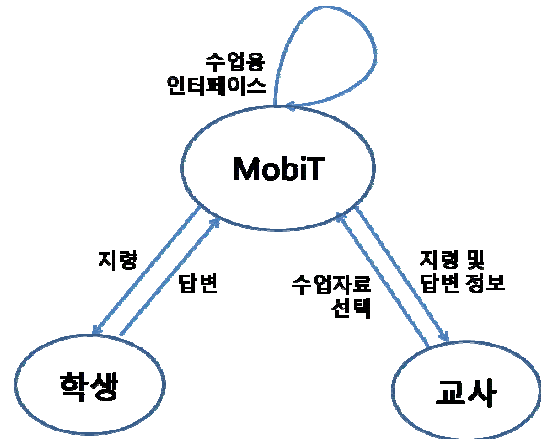 수업용
인터페이스
MobiT
지령
답변
수업자료
선택
지령 및
답변 정보
학생
교사